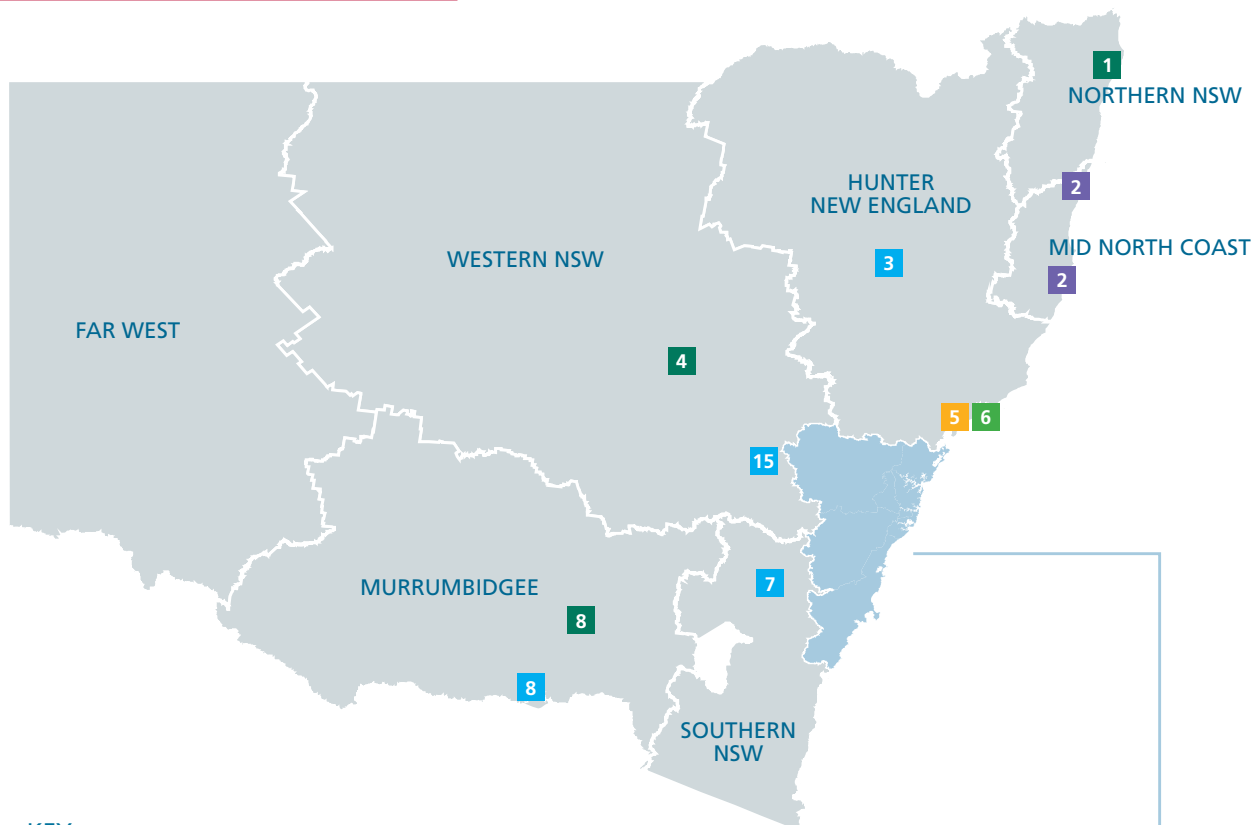 1
NORTHERN NSW
HUNTER
NEW ENGLAND
2
MID NORTH COAST
WESTERN NSW
3
2
FAR WEST
4
5 6
15
7
MURRUMBIDGEE
8
8
SOUTHERN
NSW